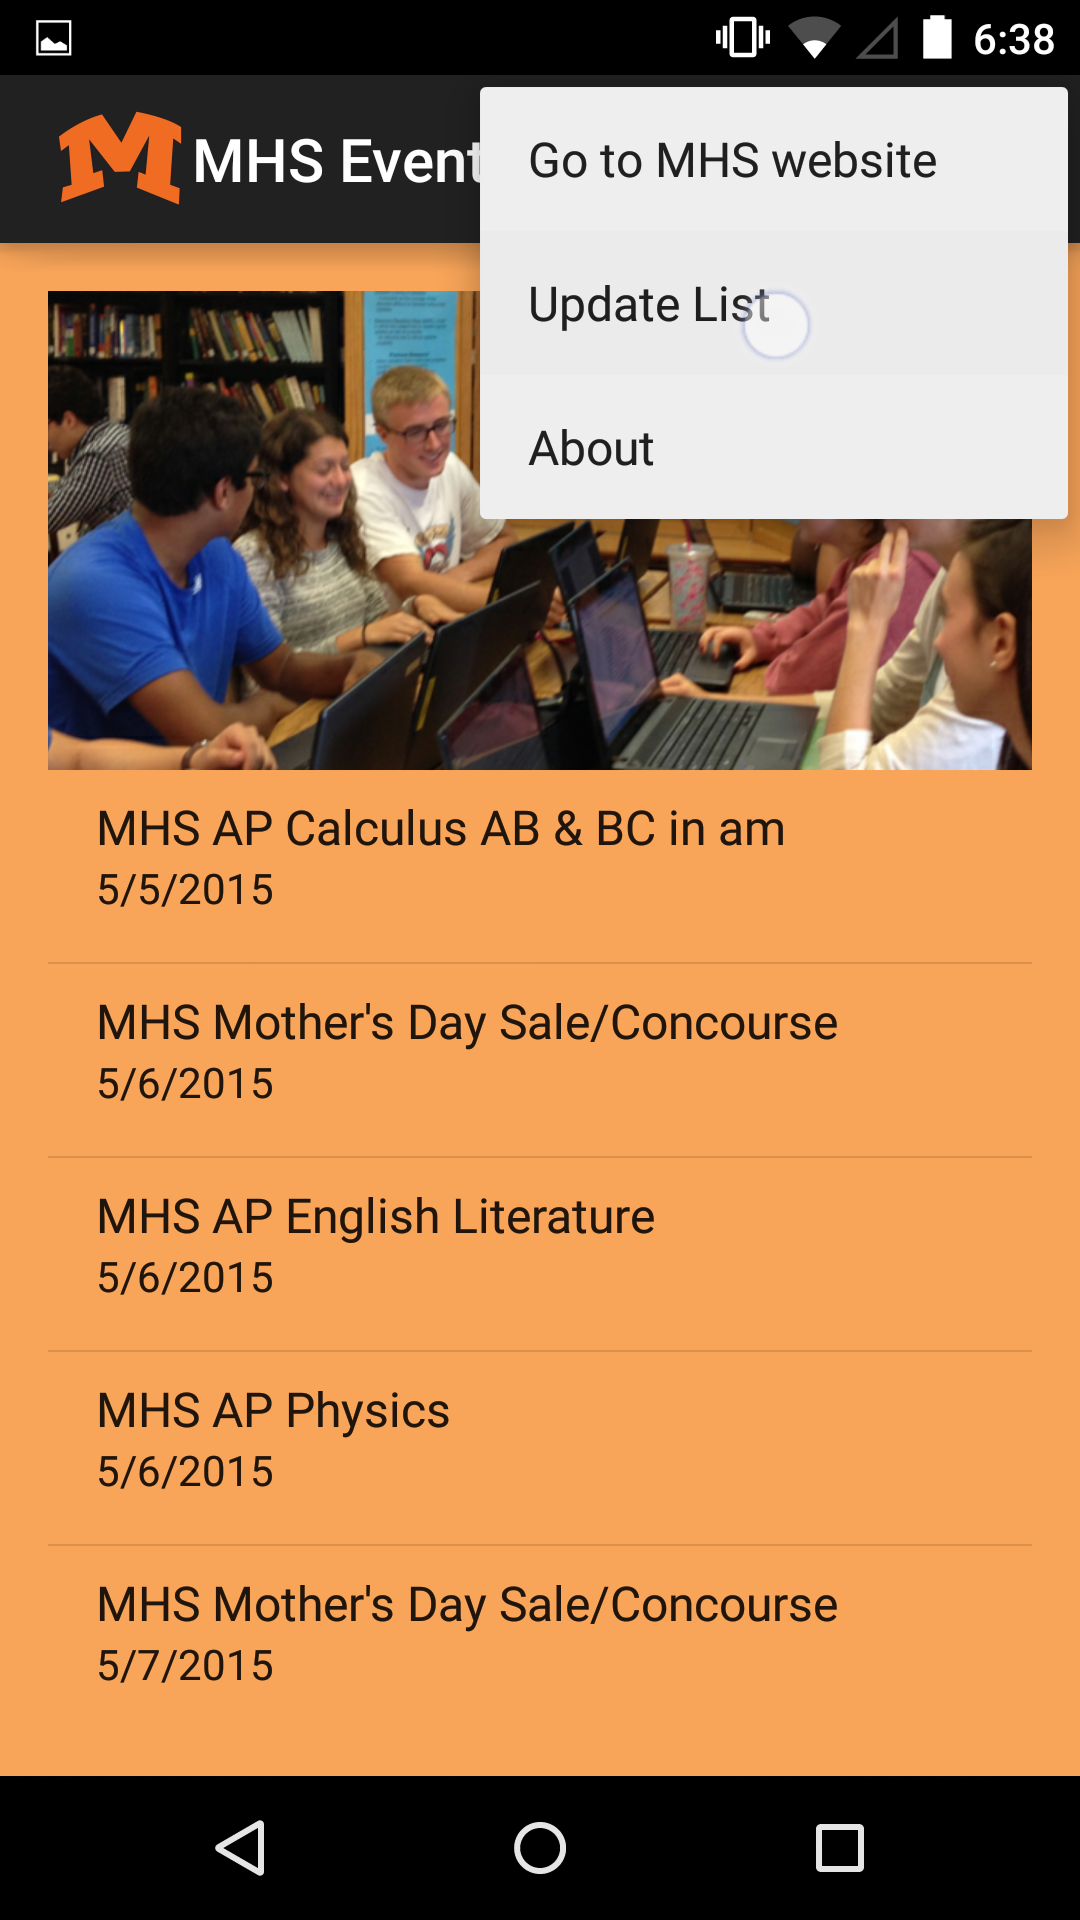 6:38
MHS Event
Go to MHS website
Update List
About
MHS AP Calculus AB & BC in am
5/5/2015
MHS Mother's Day Sale/Concourse
5/6/2015
MHS AP English Literature
5/6/2015
MHS AP Physics
5/6/2015
MHS Mother's Day Sale/Concourse
5/7/2015